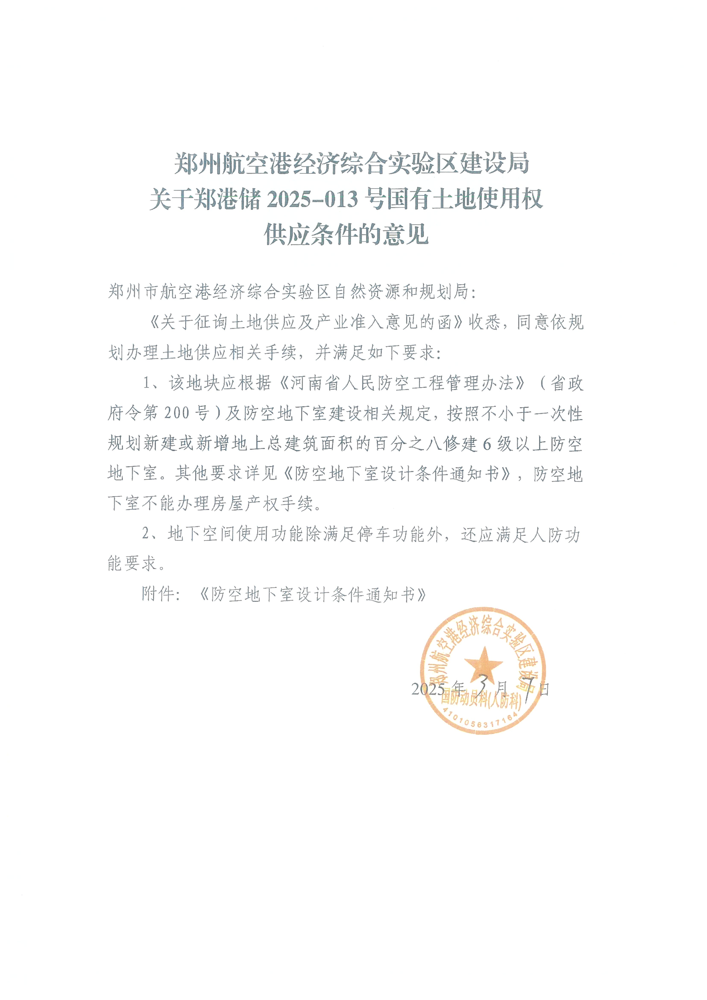 郑州航空港经济综合实验区建设局
关于郑港储 2025-013 号国有土地使用权
供应条件的意见
郑州市航空港经济综合实验区自然资源和规划局：
《关于征询土地供应及产业准入意见的函》收悉，同意依规
划办理土地供应相关手续，并满足如下要求：
1、该地块应根据《河南省人民防空工程管理办法》（省政
府令第 200 号）及防空地下室建设相关规定，按照不小于一次性
规划新建或新增地上总建筑面积的百分之八修建 6 级以上防空
地下室。其他要求详见《防空地下室设计条件通知书》，防空地
下室不能办理房屋产权手续。
2、地下空间使用功能除满足停车功能外，还应满足人防功
能要求。
附件：《防空地下室设计条件通知书》
郑州航空港经济综合实验区建设局
2025 年 3 月 7 日
国防动员科(人防科)
4101056317164